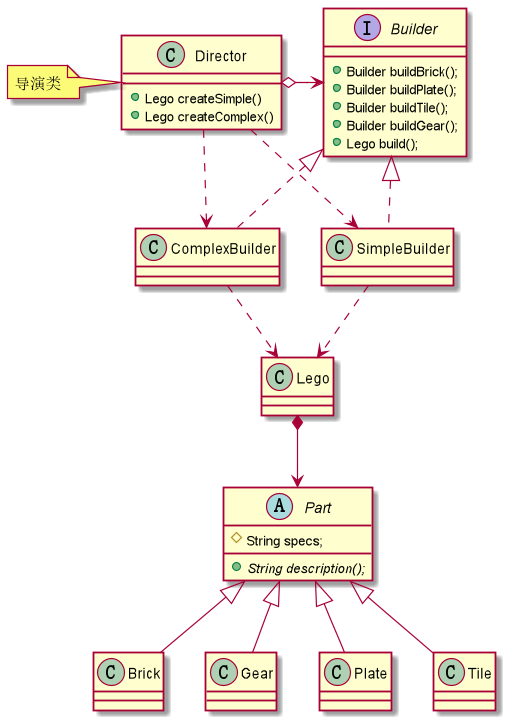 导演类
C Director
Lego createSimple()
Lego createComplex()
I Builder
Builder buildBrick();
Builder buildPlate();
Builder buildTile();
Builder buildGear();
Lego build();
C ComplexBuilder
C SimpleBuilder
C Lego
A Part
String specs;
String description();
C Brick
C Gear
C Plate
C Tile